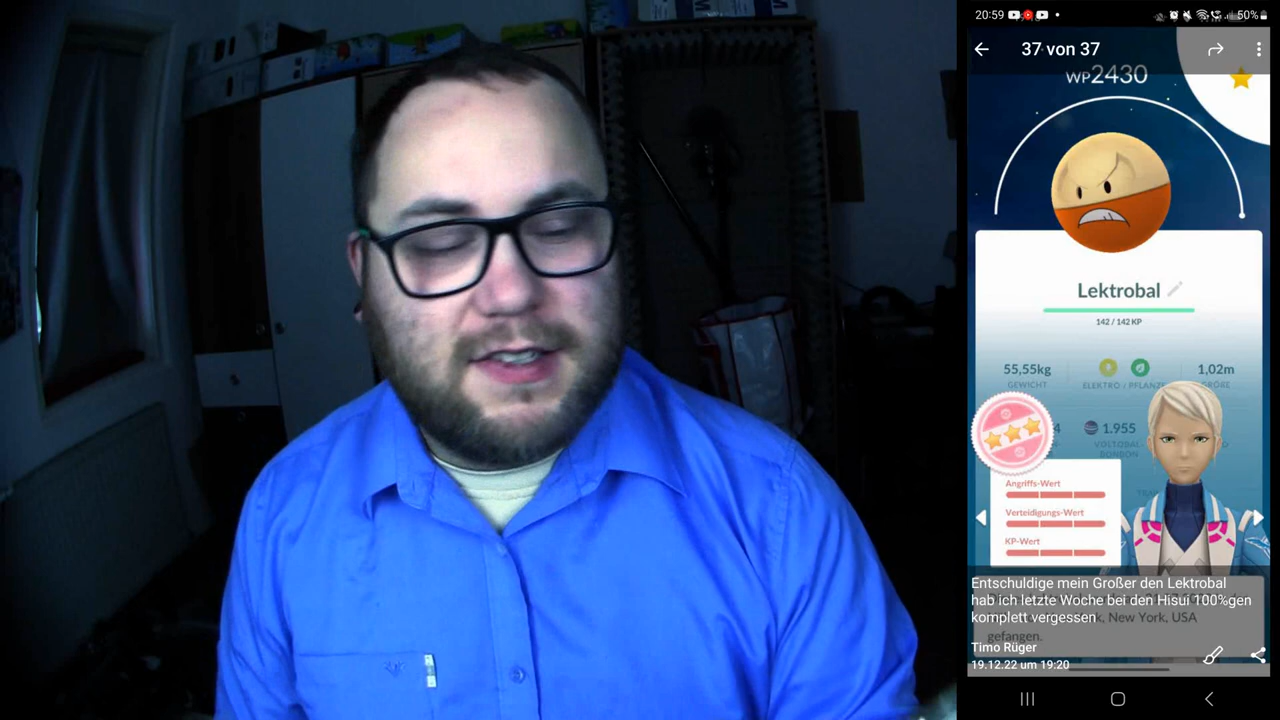 20:59
50%
37 von 37
WP2430
Lektrobal
142 / 142 KP
55,55kg
GEWICHT
ELEKTRO / PFLANZE
1,02m
GRÖSSE
1.955
Angriffs-Wert
Verteidigungs-Wert
KP-Wert
Entschuldige mein Großer den Lektrobal
hab ich letzte Woche bei den Hisui 100%gen
komplett vergessen
New York, USA
gefangen.
Timo Rüger
19.12.22 um 19:20